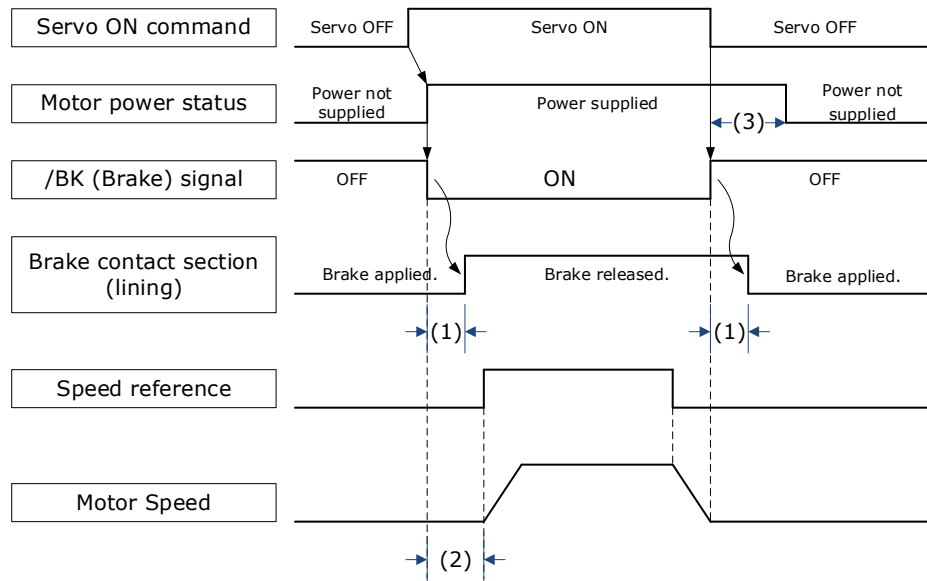 Servo ON command
Servo OFF
Servo ON
Servo OFF
Motor power status
Power not
supplied
Power supplied
(3)
Power not
supplied
/BK (Brake) signal
OFF
ON
OFF
Brake contact section
(lining)
Brake applied.
Brake released.
Brake applied.
(1)
(1)
Speed reference
Motor Speed
(2)